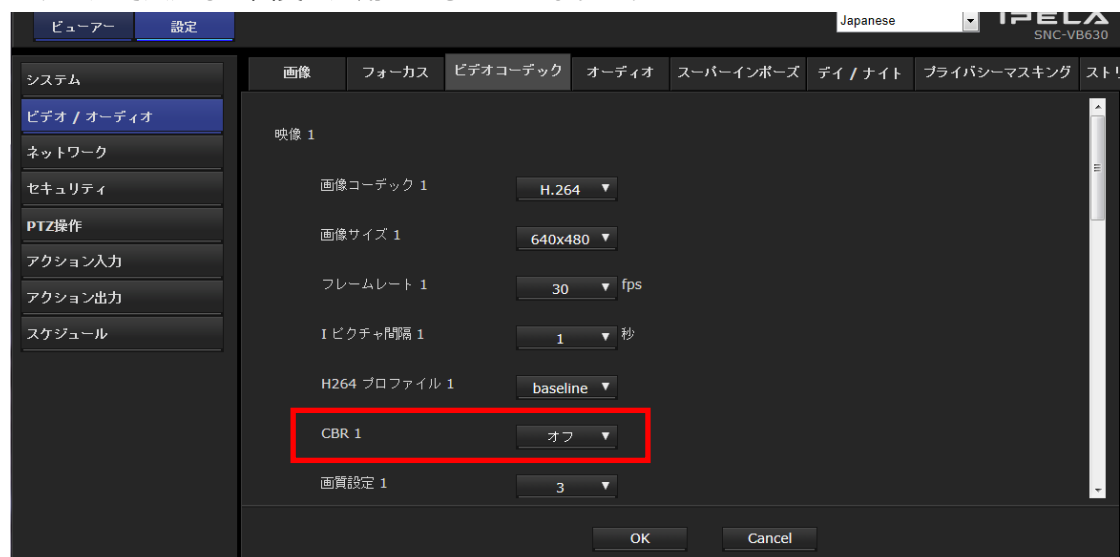 ビューアー 設定 Japanese IPELA
SNC-VB630
システム
ビデオ / オーディオ
ネットワーク
セキュリティ
PTZ操作
アクション入力
アクション出力
スケジュール
画像 フォーカス ビデオコーデック オーディオ スーパーインポーズ デイ / ナイト プライバシーマスキング スト
映像 1
画像コーデック 1 H.264
画像サイズ 1 640x480
フレームレート 1 30 fps
I ピクチャ間隔 1 1 秒
H264 プロファイル 1 baseline
CBR 1 オフ
画質設定 1 3
OK Cancel